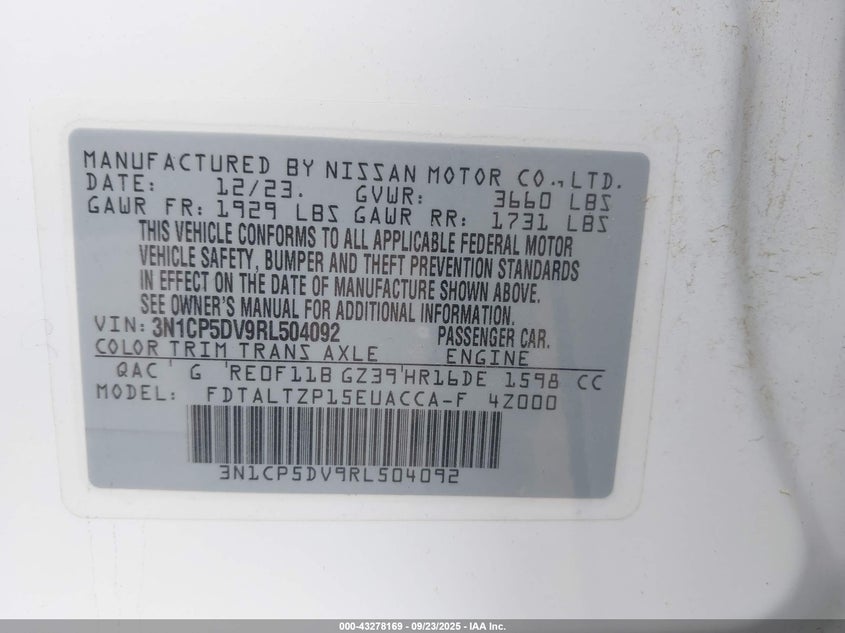 MANUFACTURED BY NISSAN MOTOR CO., LTD.
DATE: 12/23. GVWR: 3660 LBS
GAWR FR: 1929 LBS GAWR RR: 1731 LBS
THIS VEHICLE CONFORMS TO ALL APPLICABLE FEDERAL MOTOR
VEHICLE SAFETY, BUMPER AND THEFT PREVENTION STANDARDS
IN EFFECT ON THE DATE OF MANUFACTURE SHOWN ABOVE.
SEE OWNER'S MANUAL FOR ADDITIONAL INFORMATION.
VIN: 3N1CP5DV9RL504092 PASSENGER CAR.
COLOR TRIM TRANS AXLE ENGINE
QAC G RE0F11B GZ39 HR16DE 1598 CC
MODEL: FDTALTZP15EUACCA-F 4Z000
3N1CP5DV9RL504092
000-43278169 - 09/23/2025 - IAA Inc.